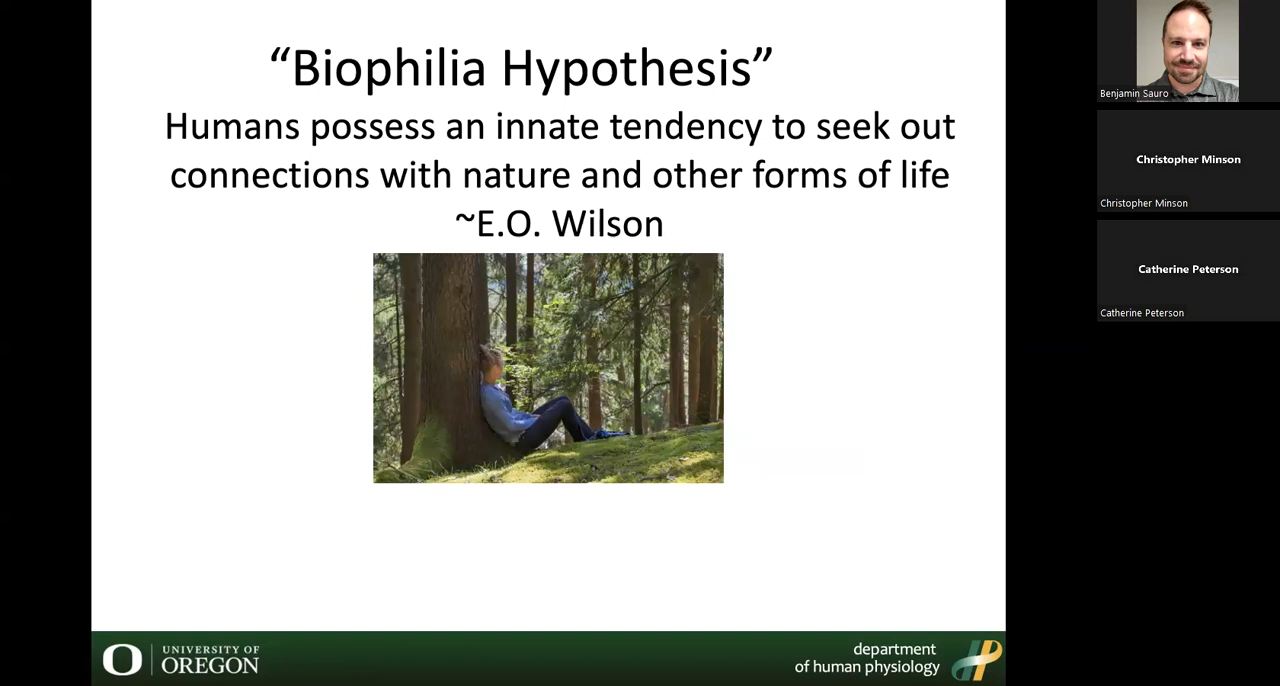 “Biophilia Hypothesis”
Humans possess an innate tendency to seek out
connections with nature and other forms of life
~E.O. Wilson
UNIVERSITY OF
OREGON
department
of human physiology
Benjamin Sauro
Christopher Minson
Christopher Minson
Catherine Peterson
Catherine Peterson